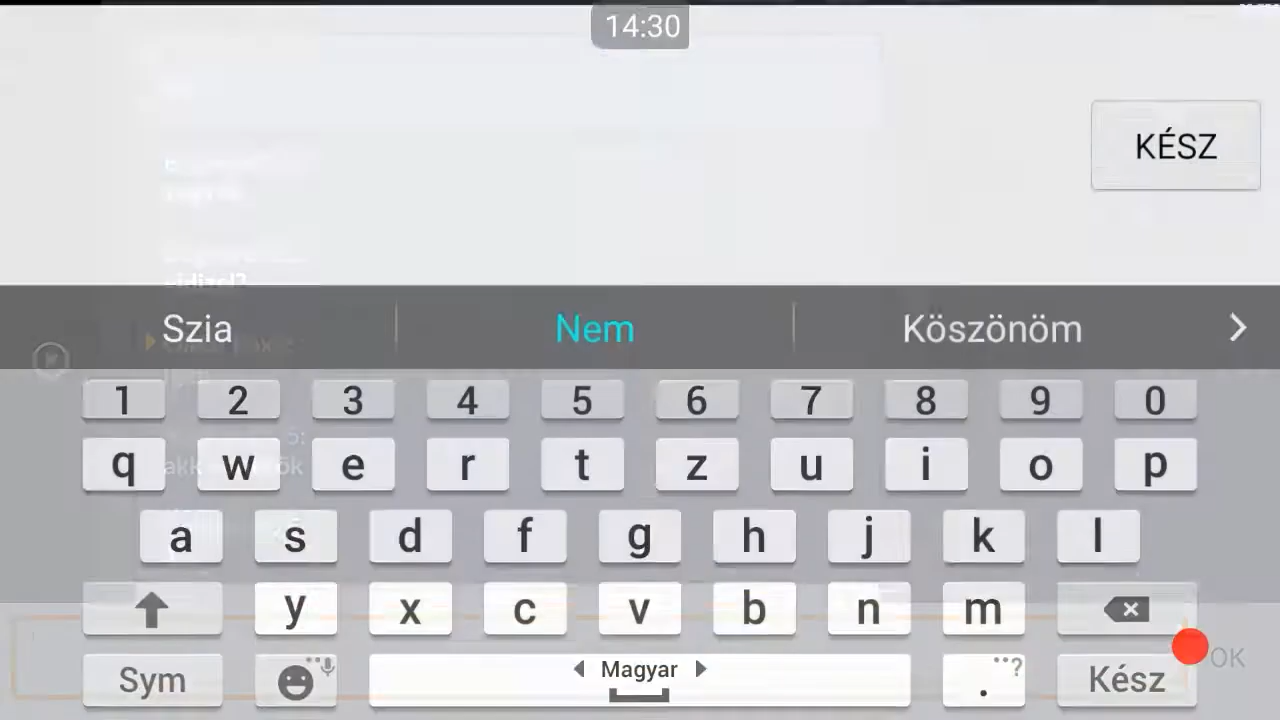 14:30
KÉSZ
Szia Nem Köszönöm
1 2 3 4 5 6 7 8 9 0
q w e r t z u i o p
a s d f g h j k l
y x c v b n m
OK
Sym Magyar . ? Kész